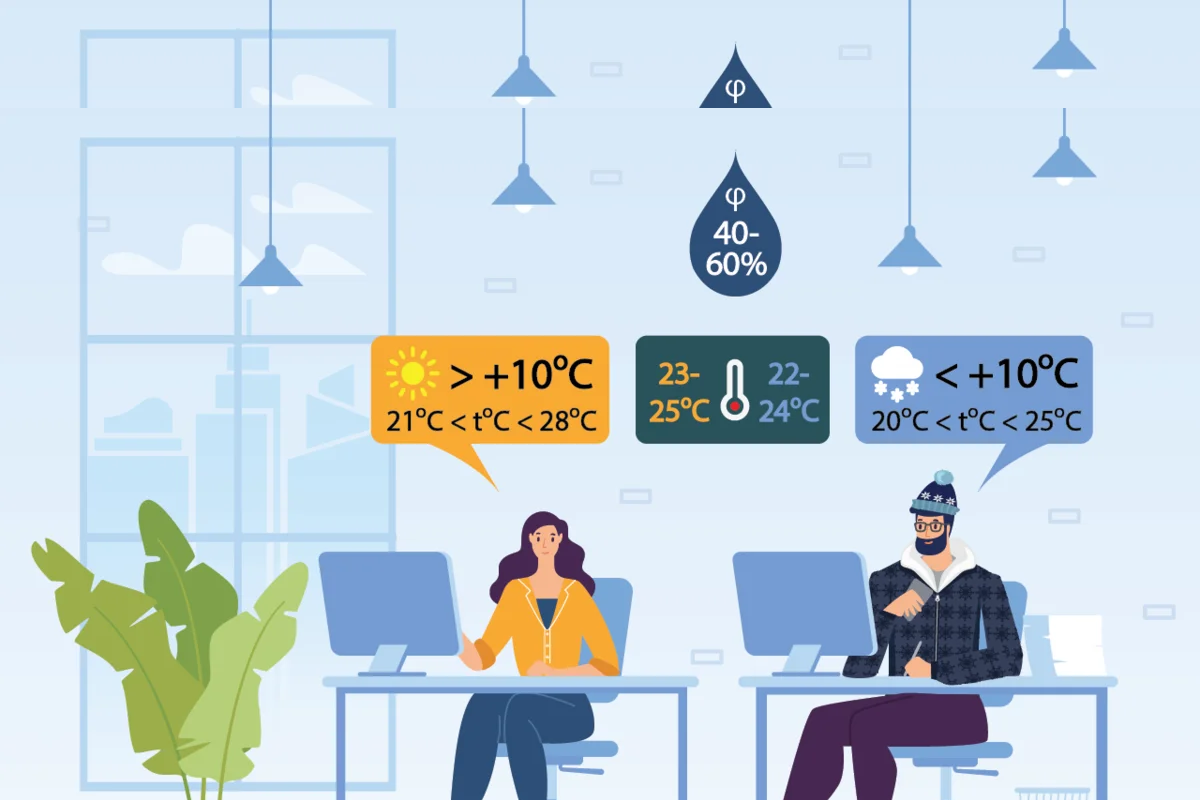 φ
φ
40-
60%
> +10°C
21°C < t°C < 28°C
23-
25°C
22-
24°C
< +10°C
20°C < t°C < 25°C